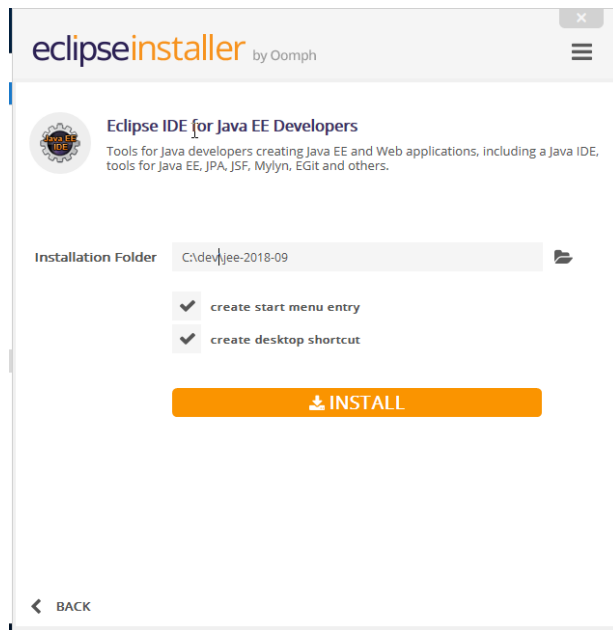 eclipseinstaller by Oomph
Java EE
IDE
Eclipse IDE for Java EE Developers
Tools for Java developers creating Java EE and Web applications, including a Java IDE,
tools for Java EE, JPA, JSF, Mylyn, EGit and others.
Installation Folder C:\dev\jee-2018-09
create start menu entry
create desktop shortcut
INSTALL
BACK